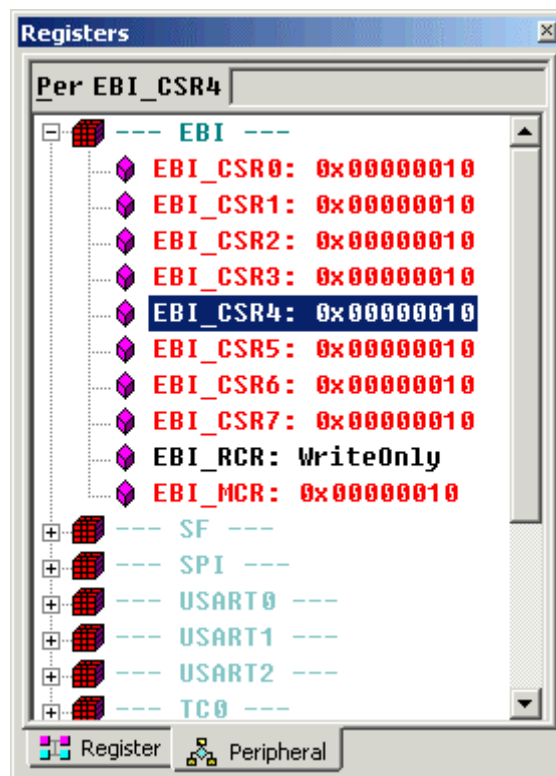 Registers
Per EBI_CSR4
--- EBI ---
EBI_CSR0: 0x00000010
EBI_CSR1: 0x00000010
EBI_CSR2: 0x00000010
EBI_CSR3: 0x00000010
EBI_CSR4: 0x00000010
EBI_CSR5: 0x00000010
EBI_CSR6: 0x00000010
EBI_CSR7: 0x00000010
EBI_RCR: WriteOnly
EBI_MCR: 0x00000010
--- SF ---
--- SPI ---
--- USART0 ---
--- USART1 ---
--- USART2 ---
--- TC0 ---
Register Peripheral